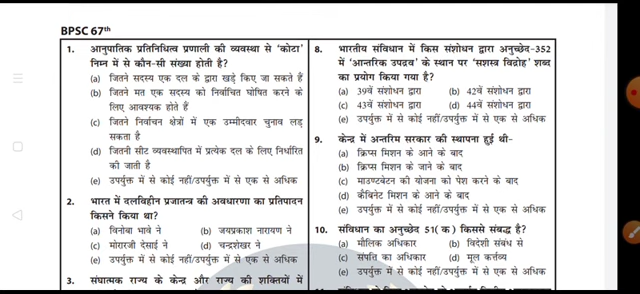 BPSC 67th
1. आनुपातिक प्रतिनिधित्व प्रणाली की व्यवस्था से ‘कोटा’
निम्न में से कौन-सी संख्या होती है?
(a) जितने सदस्य एक दल के द्वारा खड़े किए जा सकते हैं
(b) जितने मत एक सदस्य को निर्वाचित घोषित करने के
लिए आवश्यक होते हैं
(c) जितने निर्वाचन क्षेत्रों में एक उम्मीदवार चुनाव लड़
सकता है
(d) जितनी सीट व्यवस्थापित में प्रत्येक दल के लिए निर्धारित
की जाती है
(e) उपर्युक्त में से कोई नहीं/उपर्युक्त में से एक से अधिक
2. भारत में दलविहीन प्रजातन्त्र की अवधारणा का प्रतिपादन
किसने किया था?
(a) विनोबा भावे ने (b) जयप्रकाश नारायण ने
(c) मोरारजी देसाई ने (d) चन्द्रशेखर ने
(e) उपर्युक्त में से कोई नहीं/उपर्युक्त में से एक से अधिक
3. संघात्मक राज्य के केन्द्र और राज्य की शक्तियों में
8. भारतीय संविधान में किस संशोधन द्वारा अनुच्छेद-352
में ‘आन्तरिक उपद्रव’ के स्थान पर ‘सशस्त्र विद्रोह’ शब्द
का प्रयोग किया गया है?
(a) 39वें संशोधन द्वारा (b) 42वें संशोधन द्वारा
(c) 43वें संशोधन द्वारा (d) 44वें संशोधन द्वारा
(e) उपर्युक्त में से कोई नहीं/उपर्युक्त में से एक से अधिक
9. केन्द्र में अन्तरिम सरकार की स्थापना हुई थी-
(a) क्रिप्स मिशन के आने के बाद
(b) क्रिप्स मिशन के जाने के बाद
(c) माउण्टबेटन की योजना को पेश करने के बाद
(d) कैबिनेट मिशन के आने के बाद
(e) उपर्युक्त में से कोई नहीं/उपर्युक्त में से एक से अधिक
10. संविधान का अनुच्छेद 51(क) किससे संबद्ध है?
(a) मौलिक अधिकार (b) विदेशी संबंध से
(c) संपत्ति का अधिकार (d) मूल कर्त्तव्य
(e) उपर्युक्त में से कोई नहीं/उपर्युक्त में से एक से अधिक